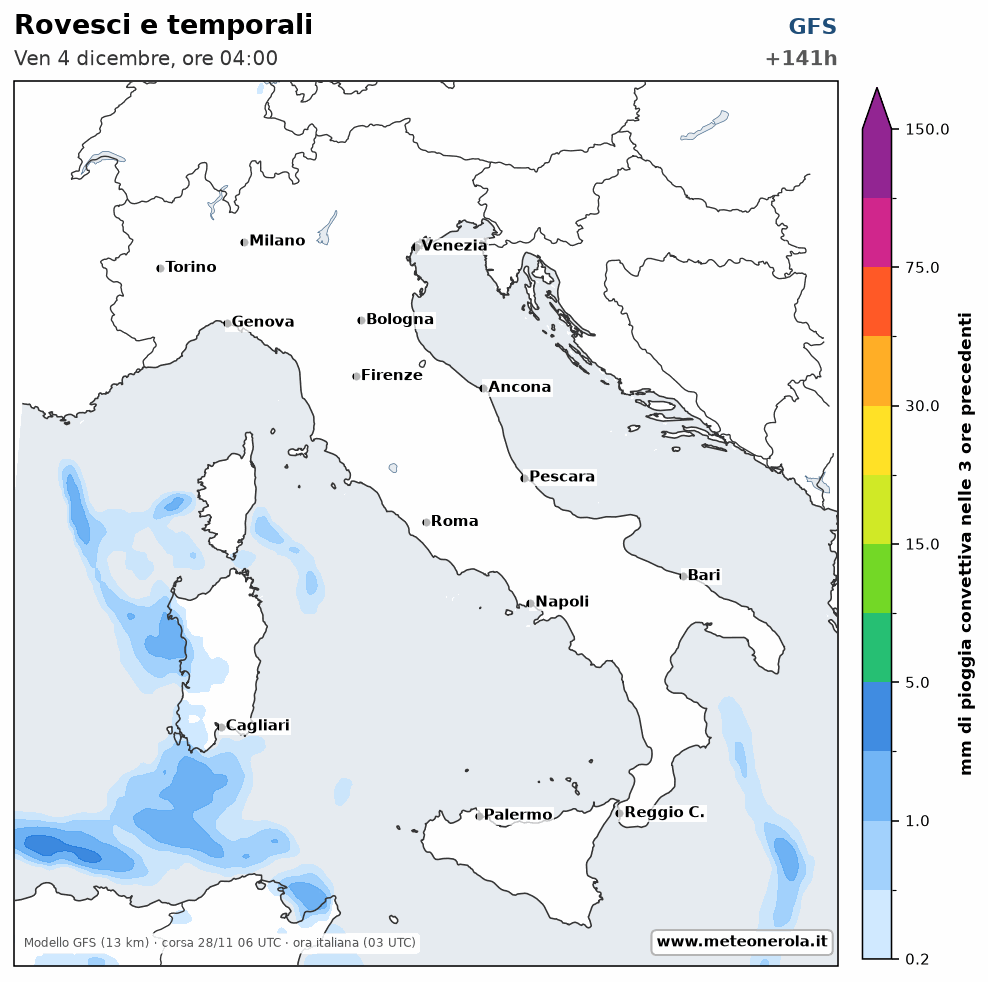 Rovesci e temporali
GFS
Ven 4 dicembre, ore 04:00
+141h
150.0
75.0
30.0
15.0
5.0
1.0
0.2
mm di pioggia convettiva nelle 3 ore precedenti
Milano
Venezia
Torino
Genova
Bologna
Firenze
Ancona
Pescara
Roma
Bari
Napoli
Cagliari
Palermo
Reggio C.
Modello GFS (13 km) · corsa 28/11 06 UTC · ora italiana (03 UTC)
www.meteonerola.it